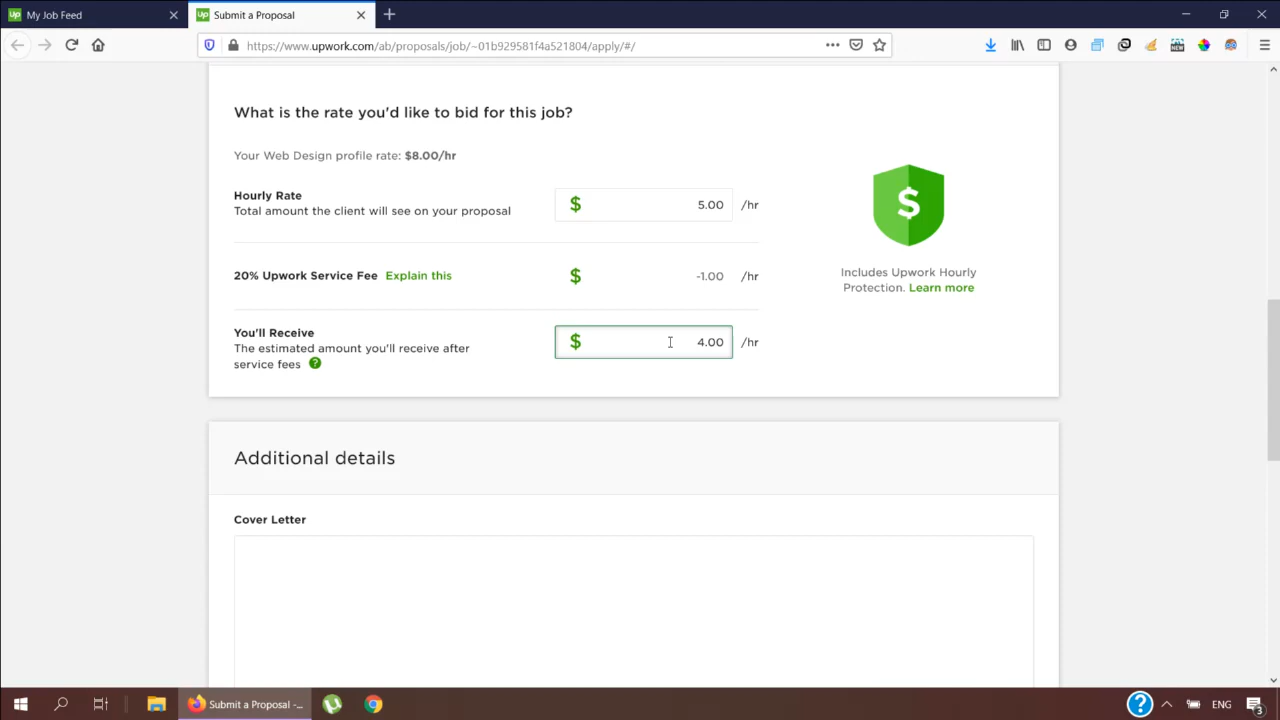 Up My Job Feed
Up Submit a Proposal
https://www.upwork.com/ab/proposals/job/~01b929581f4a521804/apply/#/
NEW
What is the rate you'd like to bid for this job?
Your Web Design profile rate: $8.00/hr
Hourly Rate
Total amount the client will see on your proposal
$ 5.00 /hr
20% Upwork Service Fee Explain this
$ -1.00 /hr
You'll Receive
The estimated amount you'll receive after
service fees ?
$ 4.00 /hr
$
Includes Upwork Hourly
Protection. Learn more
Additional details
Cover Letter
Submit a Proposal -...
?
ENG
3